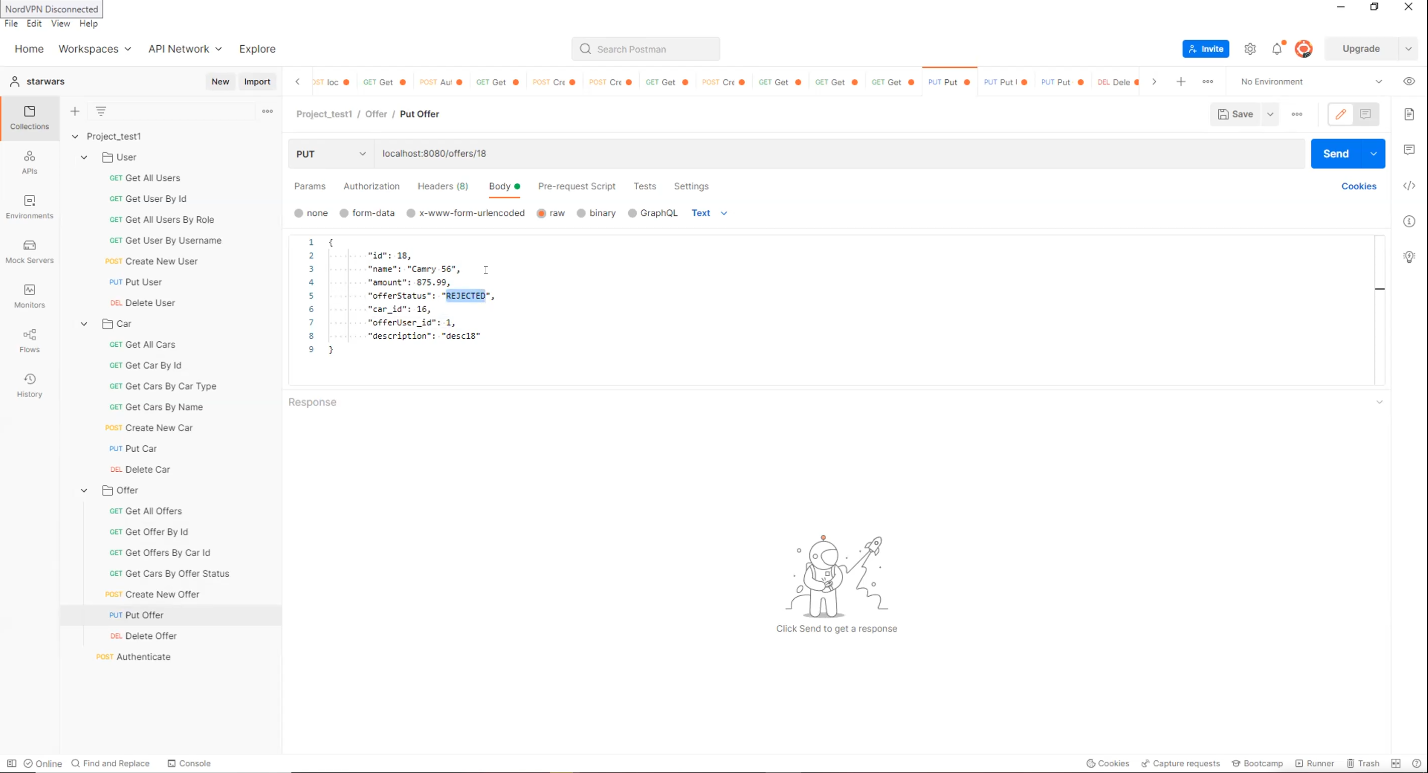 NordVPN Disconnected
File Edit View Help
Home Workspaces API Network Explore
Search Postman
Invite
Upgrade
starwars
New Import
OST loc GET Get POST Aut GET Get POST Cre POST Cre GET Get POST Cre GET Get GET Get GET Get PUT Put PUT Put PUT Put DEL Dele
No Environment
Collections
APIs
Environments
Mock Servers
Monitors
Flows
History
Project_test1
User
GET Get All Users
GET Get User By Id
GET Get All Users By Role
GET Get User By Username
POST Create New User
PUT Put User
DEL Delete User
Car
GET Get All Cars
GET Get Car By Id
GET Get Cars By Car Type
GET Get Cars By Name
POST Create New Car
PUT Put Car
DEL Delete Car
Offer
GET Get All Offers
GET Get Offer By Id
GET Get Offers By Car Id
GET Get Cars By Offer Status
POST Create New Offer
PUT Put Offer
DEL Delete Offer
POST Authenticate
Project_test1 / Offer / Put Offer
Save
PUT localhost:8080/offers/18
Send
Params Authorization Headers (8) Body Pre-request Script Tests Settings
Cookies
none form-data x-www-form-urlencoded raw binary GraphQL Text
1 {
2 "id": 18,
3 "name": "Camry 56",
4 "amount": 875.99,
5 "offerStatus": "REJECTED",
6 "car_id": 16,
7 "offerUser_id": 1,
8 "description": "desc18"
9 }
Response
Click Send to get a response
Online Find and Replace Console
Cookies Capture requests Bootcamp Runner Trash